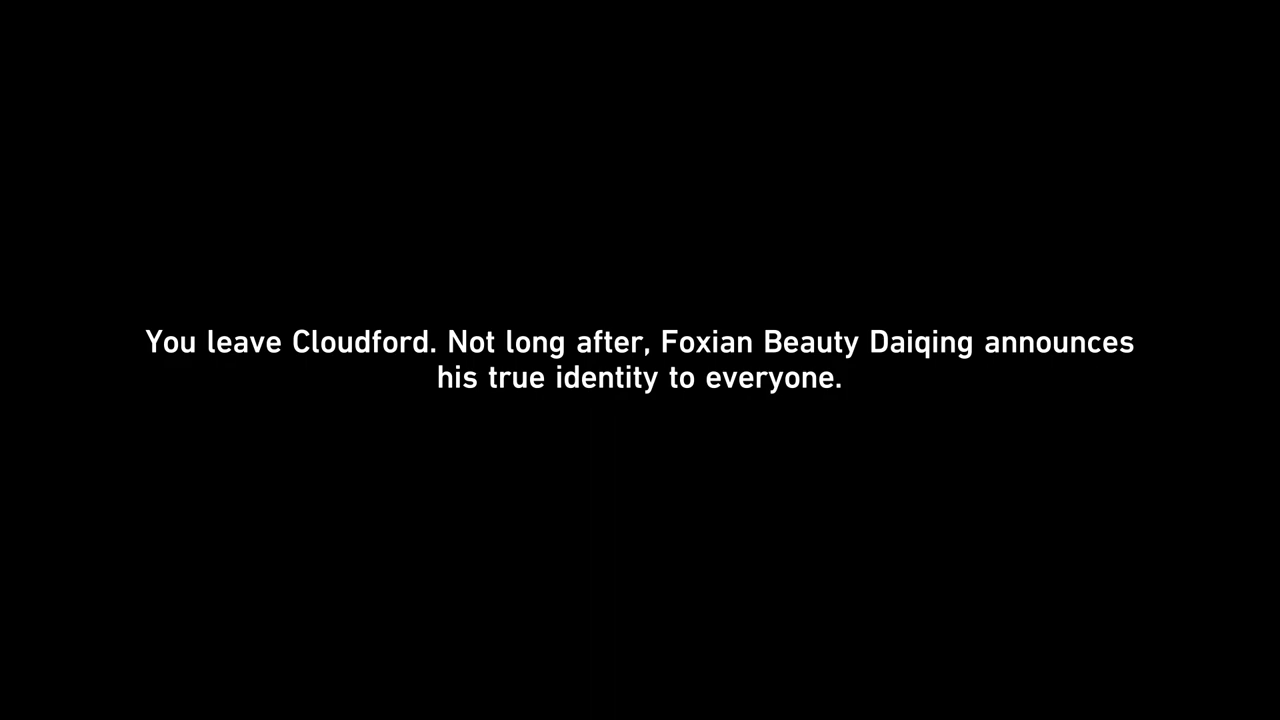 You leave Cloudford. Not long after, Foxian Beauty Daiqing announces
his true identity to everyone.